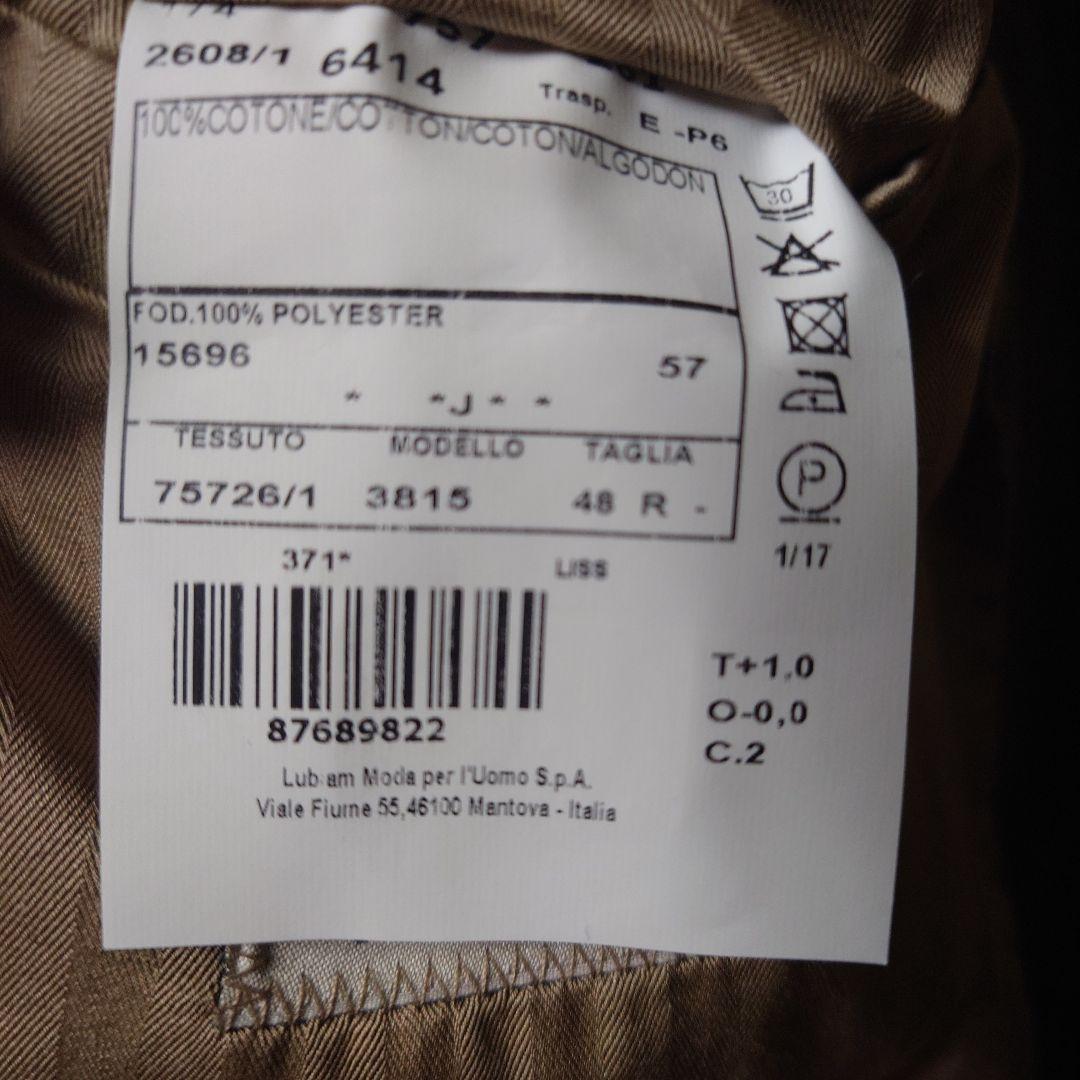 2608/1 6414
Trasp. E -P6
100%COTONE/COTTON/COTON/ALGODON
30
FOD.100% POLYESTER
15696 57
* *J* *
TESSUTO MODELLO TAGLIA
75726/1 3815 48 R -
P
371* LISS
1/17
87689822
T+1,0
O-0,0
C.2
Lubiam Moda per l'Uomo S.p.A.
Viale Fiume 55,46100 Mantova - Italia